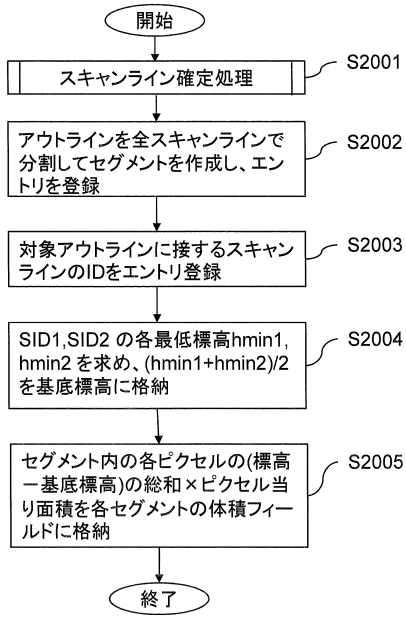 開始
スキャンライン確定処理
S2001
アウトラインを全スキャンラインで
分割してセグメントを作成し、エン
トリを登録
S2002
対象アウトラインに接するスキャン
ラインのIDをエントリ登録
S2003
SID1,SID2 の各最低標高hmin1,
hmin2 を求め、(hmin1+hmin2)/2
を基底標高に格納
S2004
セグメント内の各ピクセルの(標高
−基底標高)の総和×ピクセル当
り面積を各セグメントの体積フィー
ルドに格納
S2005
終了